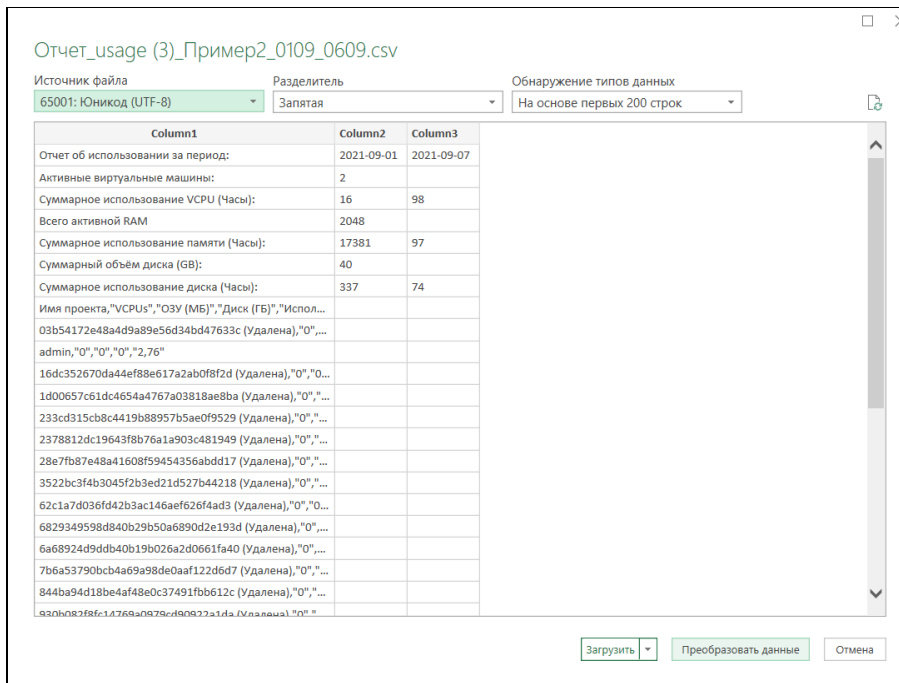 Отчет_usage (3)_Пример2_0109_0609.csv
Источник файла Разделитель Обнаружение типов данных
65001: Юникод (UTF-8) Запятая На основе первых 200 строк
Column1 Column2 Column3
Отчет об использовании за период: 2021-09-01 2021-09-07
Активные виртуальные машины: 2
Суммарное использование VCPU (Часы): 16 98
Всего активной RAM 2048
Суммарное использование памяти (Часы): 17381 97
Суммарный объём диска (GB): 40
Суммарное использование диска (Часы): 337 74
Имя проекта,"VCPUs","ОЗУ (МБ)","Диск (ГБ)","Испол...
03b54172e48a4d9a89e56d34bd47633c (Удалена),"0",...
admin,"0","0","0","2,76"
16dc352670da44ef88e617a2ab0f8f2d (Удалена),"0","0...
1d00657c61dc4654a4767a03818ae8ba (Удалена),"0","...
233cd315cb8c4419b88957b5ae0f9529 (Удалена),"0","...
2378812dc19643f8b76a1a903c481949 (Удалена),"0","...
28e7fb87e48a41608f59454356abdd17 (Удалена),"0","...
3522bc3f4b3045f2b3ed21d527b44218 (Удалена),"0","...
62c1a7d036fd42b3ac146aef626f4ad3 (Удалена),"0","0...
6829349598d840b29b50a6890d2e193d (Удалена),"0",...
6a68924d9ddb40b19b026a2d0661fa40 (Удалена),"0",...
7b6a53790bcb4a69a98de0aaf122d6d7 (Удалена),"0","...
844ba94d18be4af48e0c37491fbb612c (Удалена),"0","...
930b082f8fc14769a0979cd90922a1da (Удалена),"0","
Загрузить Преобразовать данные Отмена